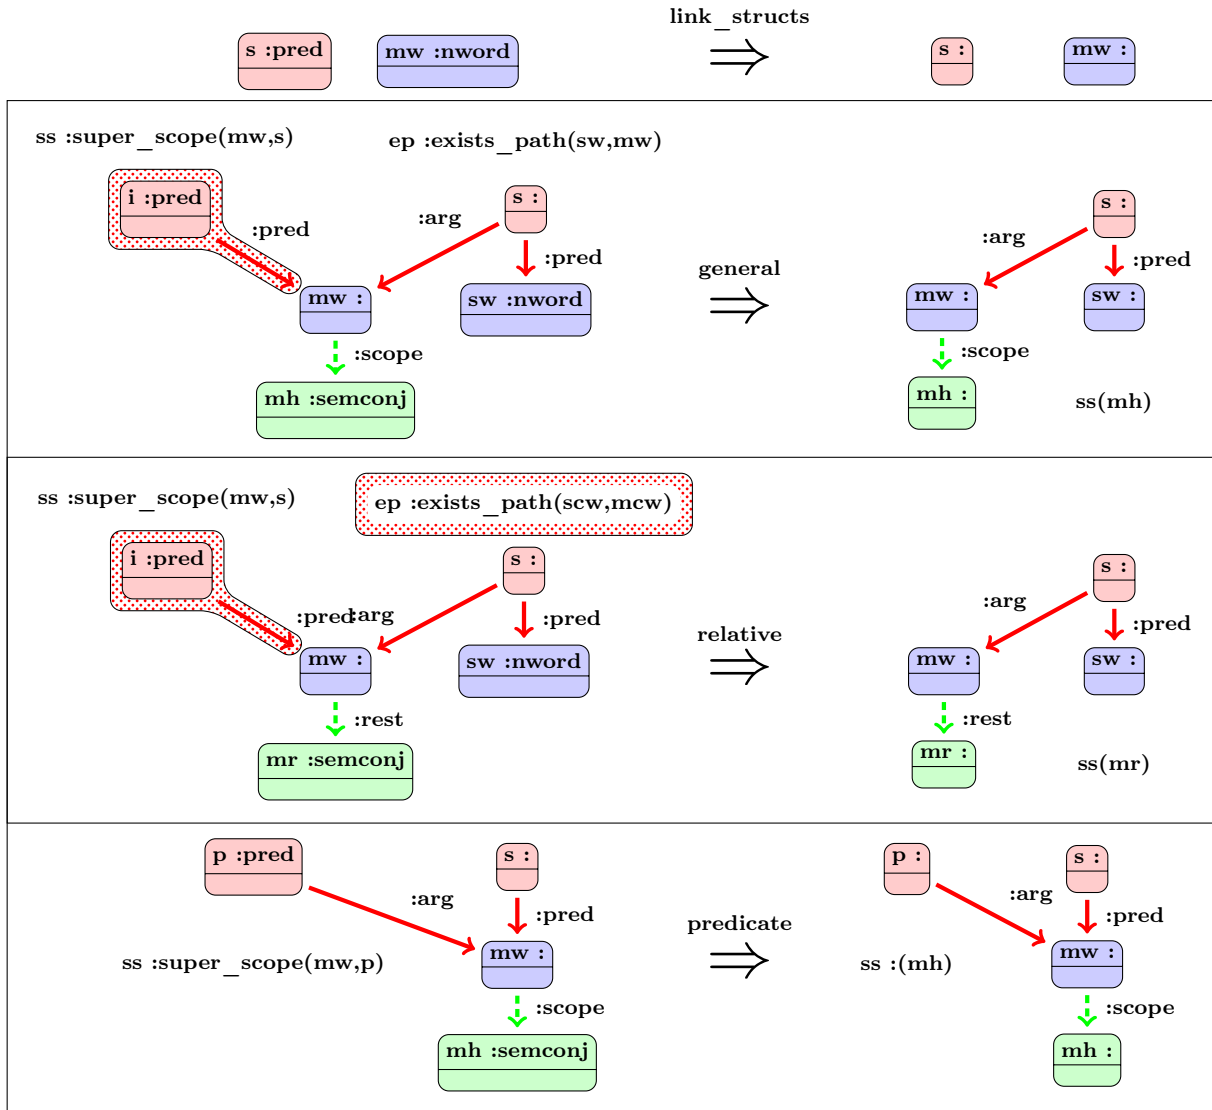 link_structs
s :pred
mw :nword
s :
mw :
ss :super_scope(mw,s)
ep :exists_path(sw,mw)
i :pred
:pred
:arg
s :
:pred
mw :
sw :nword
:scope
mh :semconj
general
s :
:arg
:pred
mw :
sw :
:scope
mh :
ss(mh)
ss :super_scope(mw,s)
ep :exists_path(scw,mcw)
i :pred
:pred
:arg
s :
:pred
mw :
sw :nword
:rest
mr :semconj
relative
s :
:arg
:pred
mw :
sw :
:rest
mr :
ss(mr)
p :pred
s :
:arg
:pred
mw :
ss :super_scope(mw,p)
:scope
mh :semconj
predicate
p :
s :
:arg
:pred
mw :
ss :(mh)
:scope
mh :